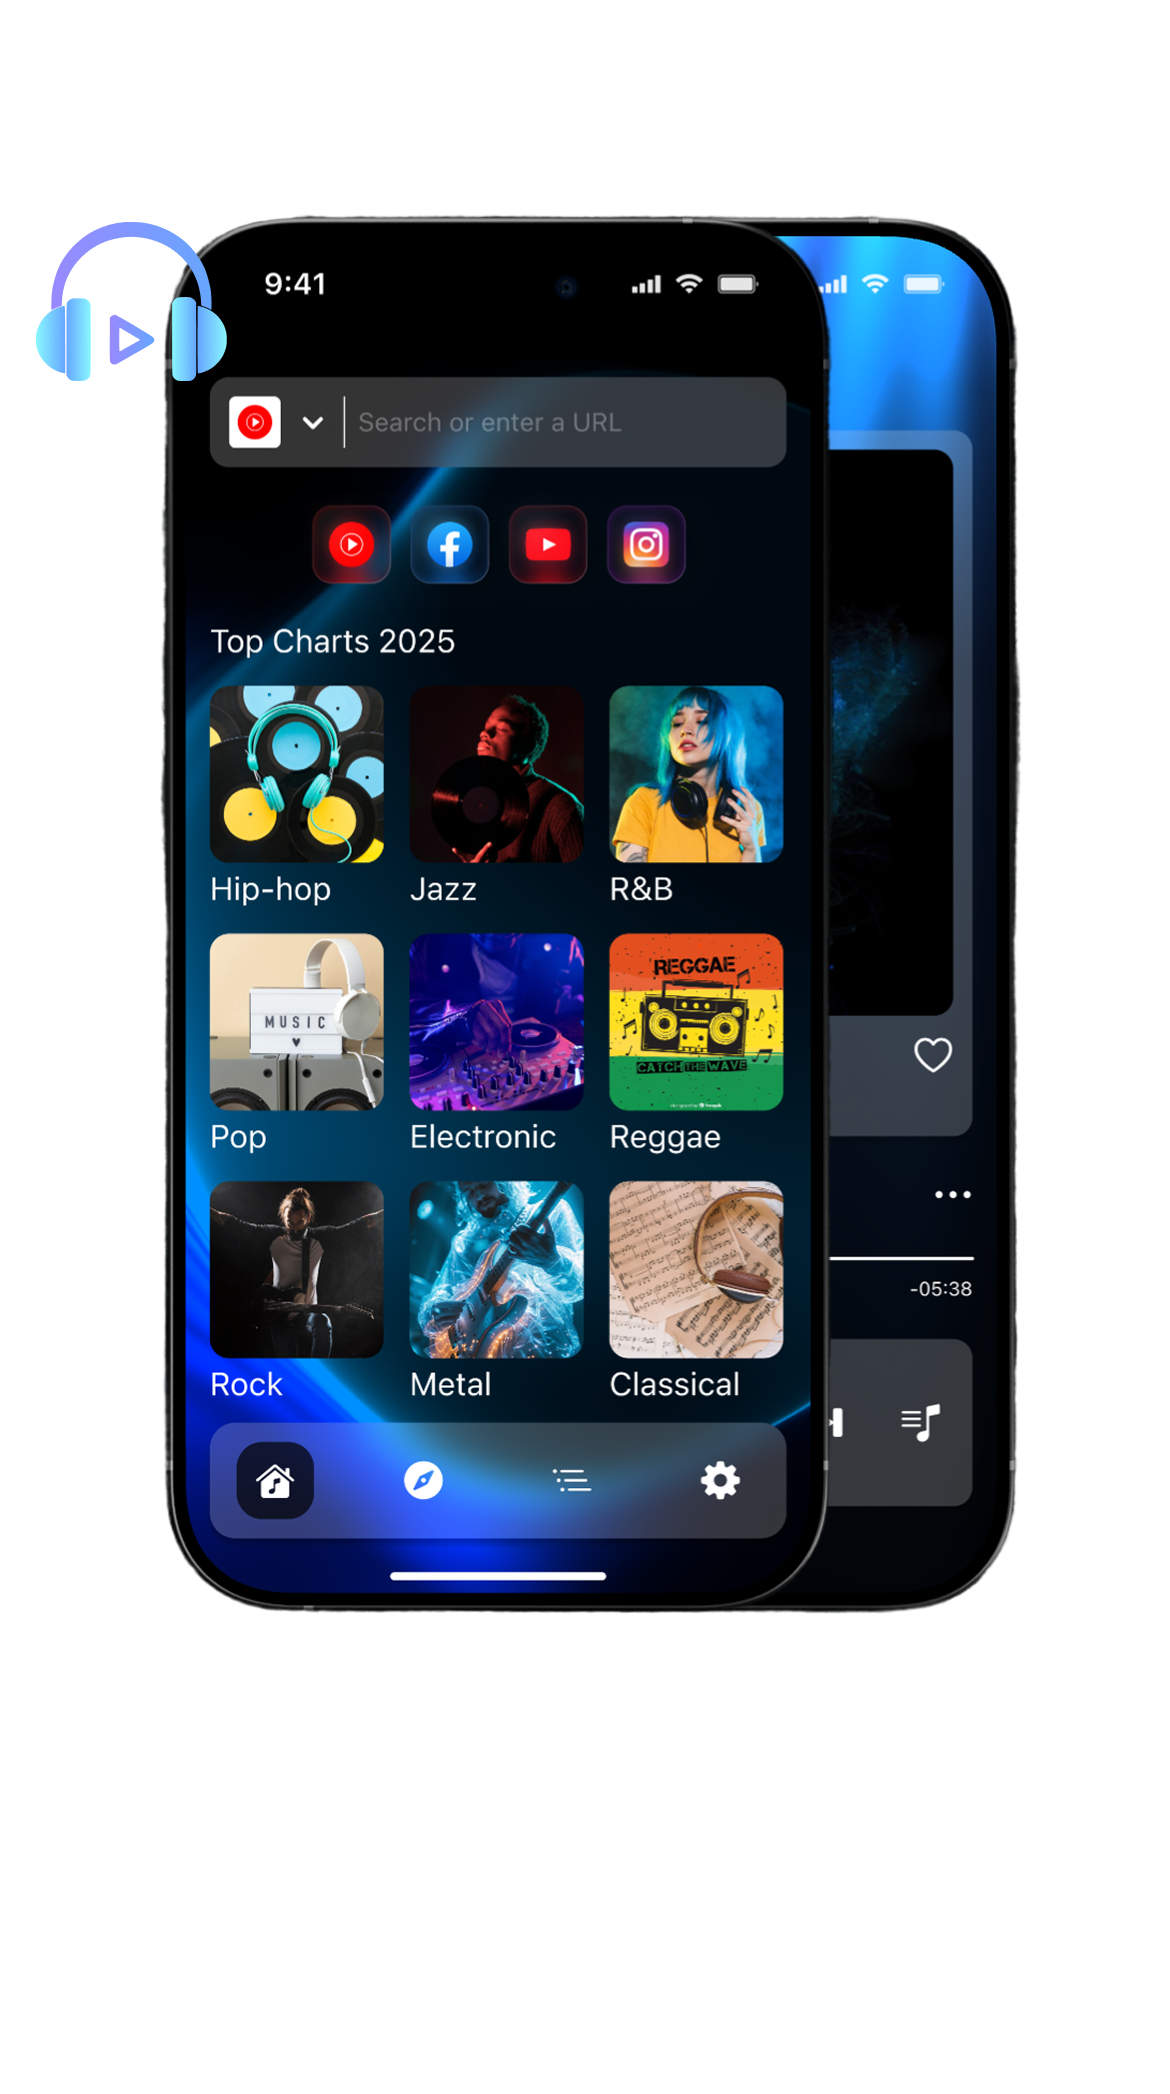 9:41
Search or enter a URL
Top Charts 2025
Hip-hop
Jazz
R&B
MUSIC
REGGAE
CATCH THE WAVE
Pop
Electronic
Reggae
-05:38
Rock
Metal
Classical